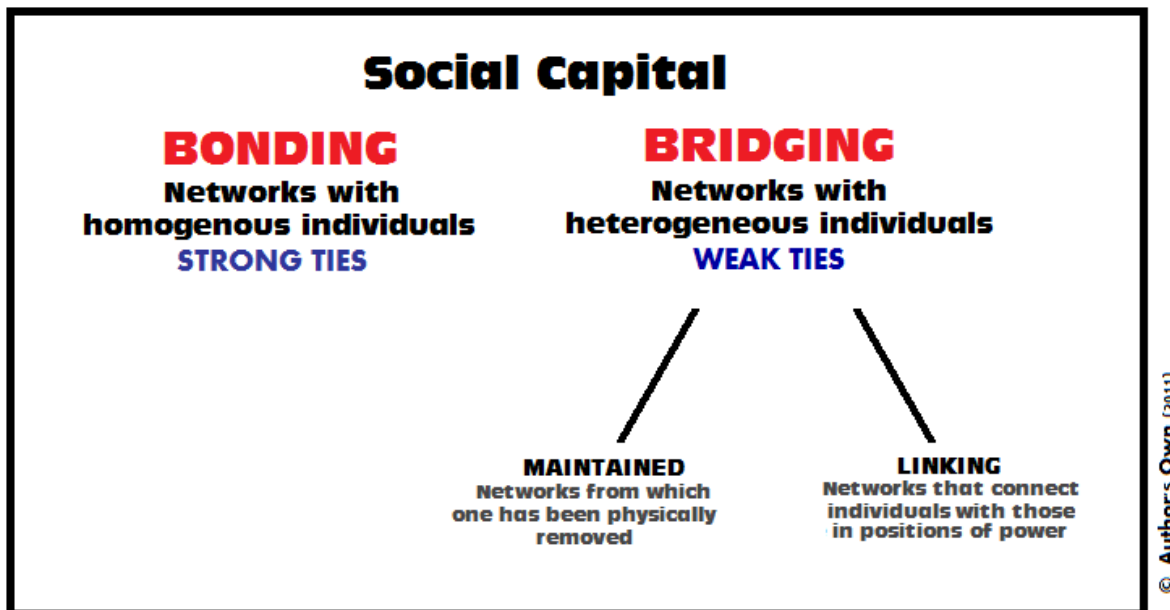 Social Capital
BONDING
Networks with
homogenous individuals
STRONG TIES
BRIDGING
Networks with
heterogeneous individuals
WEAK TIES
MAINTAINED
Networks from which
one has been physically
removed
LINKING
Networks that connect
individuals with those
in positions of power
© Author's Own [2011]